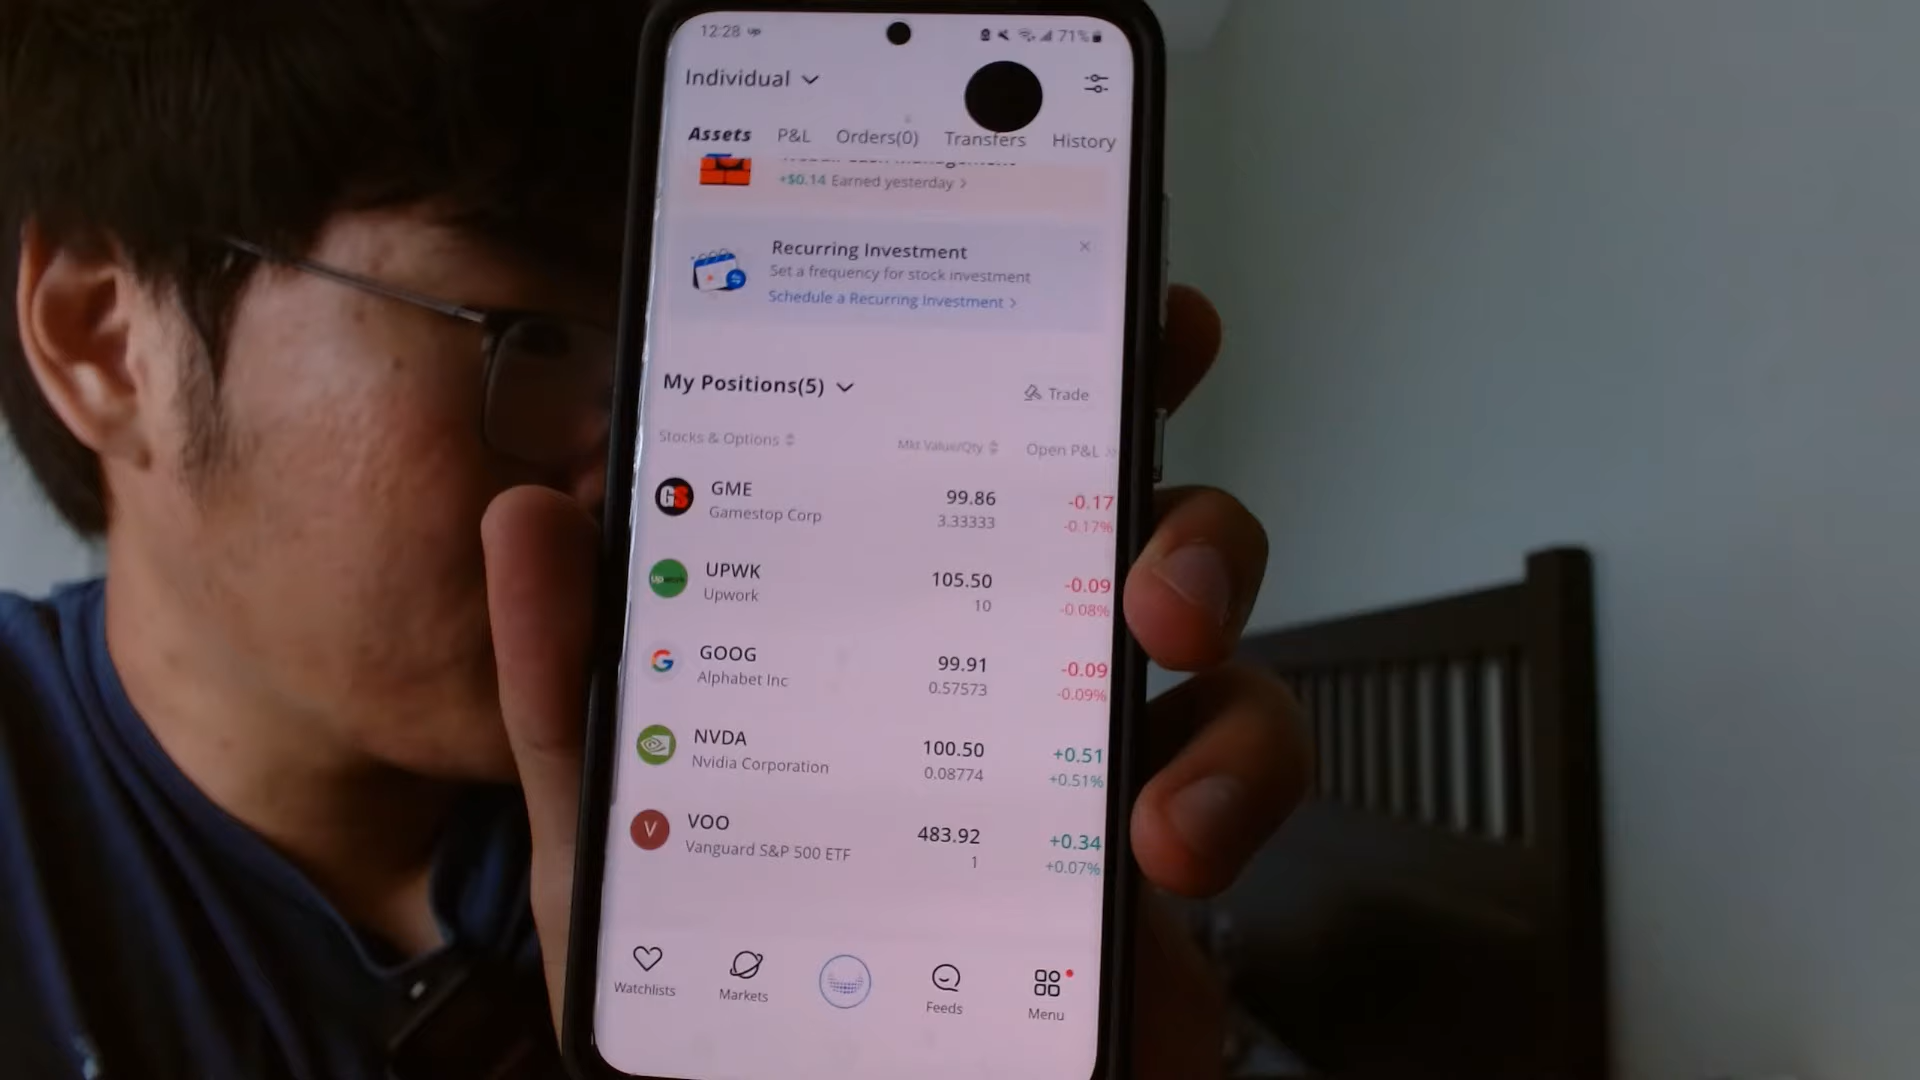 12:28
71%
Individual
Assets P&L Orders(0) Transfers History
+$0.14 Earned yesterday >
Recurring Investment
Set a frequency for stock investment
Schedule a Recurring Investment >
My Positions(5)
Trade
Stocks & Options Mkt Value/Qty Open P&L
GME 99.86 -0.17
Gamestop Corp 3.33333 -0.17%
UPWK 105.50 -0.09
Upwork 10 -0.08%
GOOG 99.91 -0.09
Alphabet Inc 0.57573 -0.09%
NVDA 100.50 +0.51
Nvidia Corporation 0.08774 +0.51%
V VOO 483.92 +0.34
Vanguard S&P 500 ETF 1 +0.07%
Watchlists Markets Feeds Menu